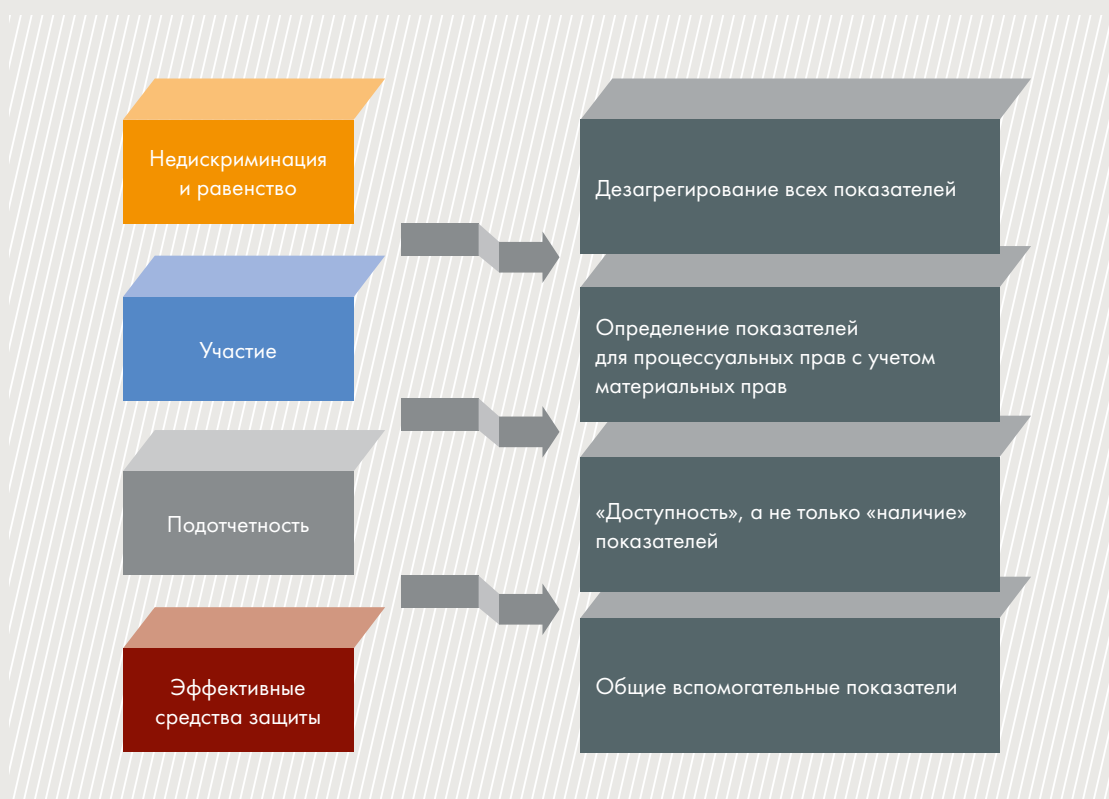 Недискриминация
и равенство
Участие
Подотчетность
Эффективные
средства защиты
Дезагрегирование всех показателей
Определение показателей
для процессуальных прав с учетом
материальных прав
«Доступность», а не только «наличие»
показателей
Общие вспомогательные показатели